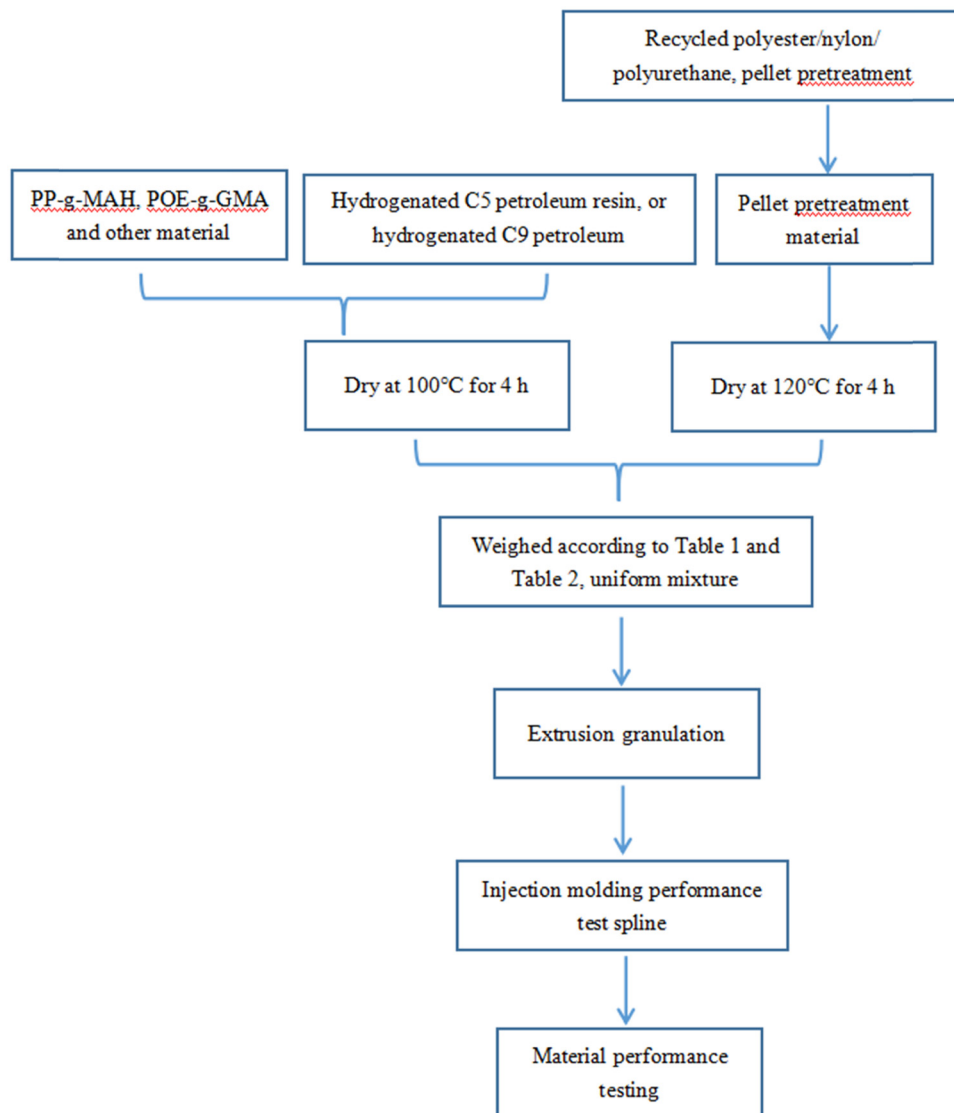 Recycled polyester/nylon/
polyurethane, pellet pretreatment
PP-g-MAH, POE-g-GMA
and other material
Hydrogenated C5 petroleum resin, or
hydrogenated C9 petroleum
Pellet pretreatment
material
Dry at 100°C for 4 h
Dry at 120°C for 4 h
Weighed according to Table 1 and
Table 2, uniform mixture
Extrusion granulation
Injection molding performance
test spline
Material performance
testing